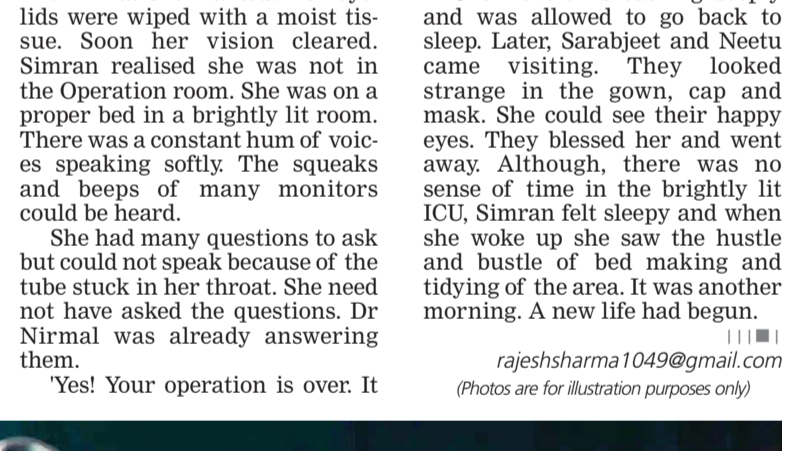 lids were wiped with a moist tis-
sue. Soon her vision cleared.
Simran realised she was not in
the Operation room. She was on a
proper bed in a brightly lit room.
There was a constant hum of voic-
es speaking softly. The squeaks
and beeps of many monitors
could be heard.
She had many questions to ask
but could not speak because of the
tube stuck in her throat. She need
not have asked the questions. Dr
Nirmal was already answering
them.
'Yes! Your operation is over. It
and was allowed to go back to
sleep. Later, Sarabjeet and Neetu
came visiting. They looked
strange in the gown, cap and
mask. She could see their happy
eyes. They blessed her and went
away. Although, there was no
sense of time in the brightly lit
ICU, Simran felt sleepy and when
she woke up she saw the hustle
and bustle of bed making and
tidying of the area. It was another
morning. A new life had begun.
rajeshsharma1049@gmail.com
(Photos are for illustration purposes only)